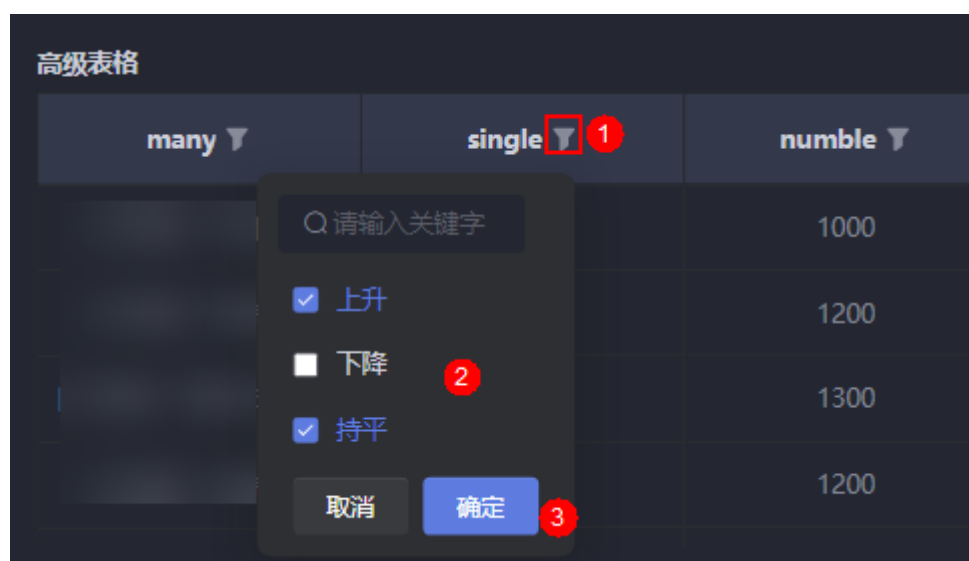 高级表格
many single 1 numble
请输入关键字 1000
上升
1200
下降
2
1300
持平
1200
取消 确定 3